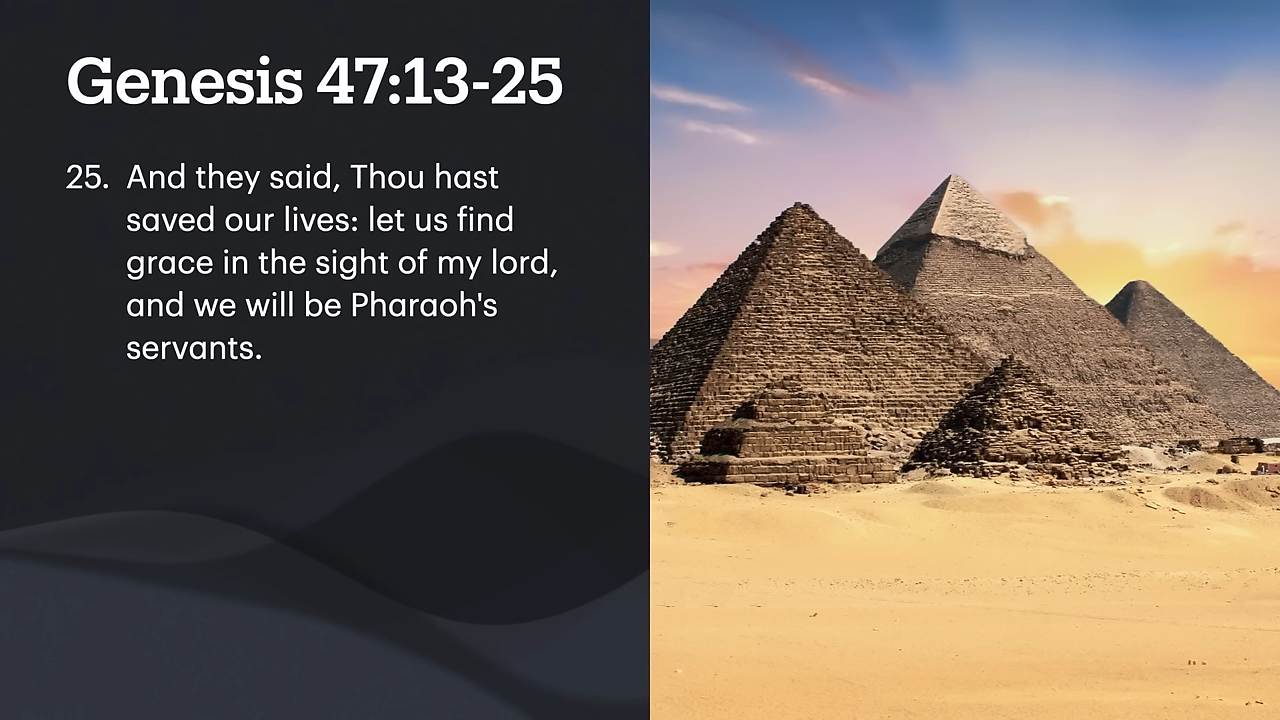 Genesis 47:13-25
25. And they said, Thou hast
saved our lives: let us find
grace in the sight of my lord,
and we will be Pharaoh's
servants.